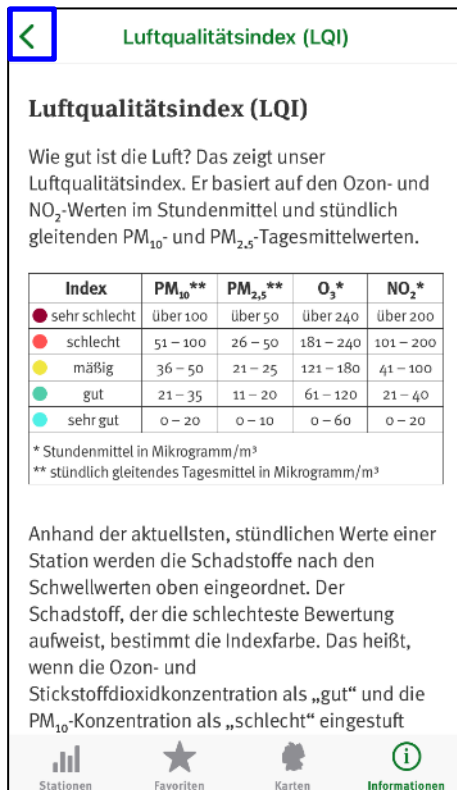 Luftqualitätsindex (LQI)
Luftqualitätsindex (LQI)
Wie gut ist die Luft? Das zeigt unser
Luftqualitätsindex. Er basiert auf den Ozon- und
NO₂-Werten im Stundenmittel und stündlich
gleitenden PM₁₀- und PM₂,₅-Tagesmittelwerten.
Index PM₁₀** PM₂,₅** O₃* NO₂*
sehr schlecht über 100 über 50 über 240 über 200
schlecht 51 – 100 26 – 50 181 – 240 101 – 200
mäßig 36 – 50 21 – 25 121 – 180 41 – 100
gut 21 – 35 11 – 20 61 – 120 21 – 40
sehr gut 0 – 20 0 – 10 0 – 60 0 – 20
* Stundenmittel in Mikrogramm/m³
** stündlich gleitendes Tagesmittel in Mikrogramm/m³
Anhand der aktuellsten, stündlichen Werte einer
Station werden die Schadstoffe nach den
Schwellwerten oben eingeordnet. Der
Schadstoff, der die schlechteste Bewertung
aufweist, bestimmt die Indexfarbe. Das heißt,
wenn die Ozon- und
Stickstoffdioxidkonzentration als „gut“ und die
PM₁₀-Konzentration als „schlecht“ eingestuft
Stationen Favoriten Karten Informationen